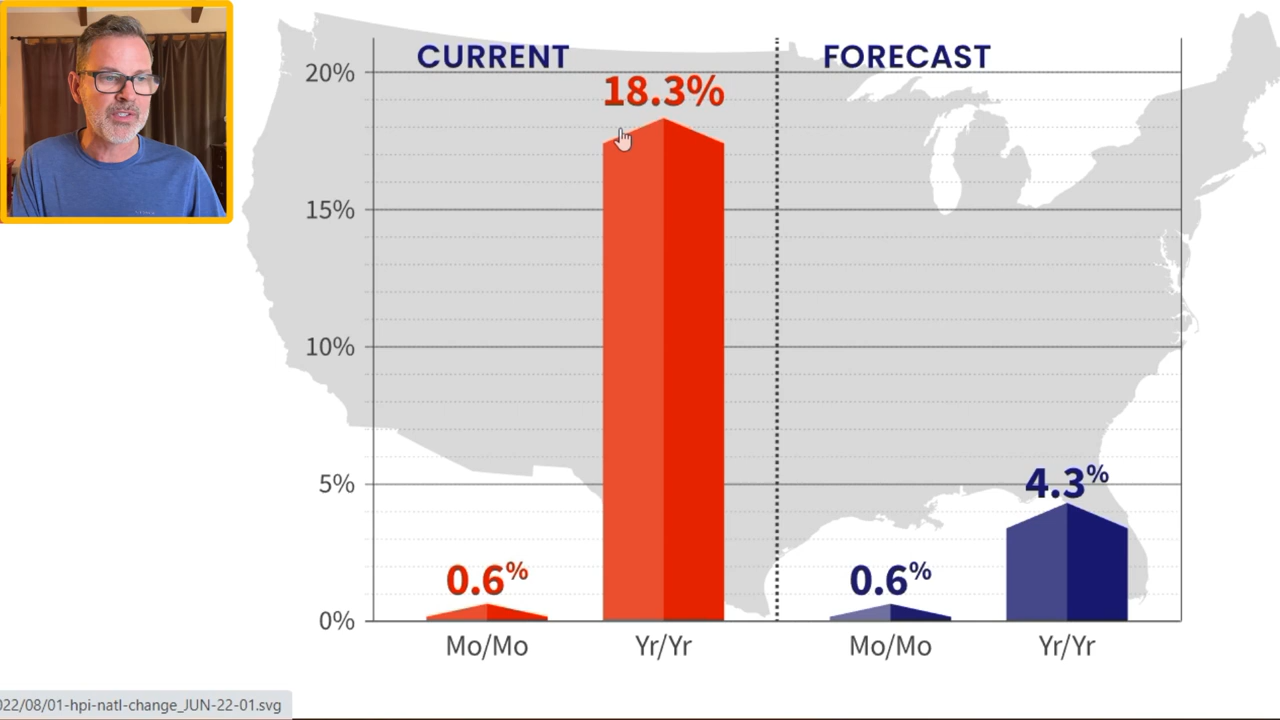 CURRENT
FORECAST
20%
18.3%
15%
10%
5%
4.3%
0.6%
0.6%
0%
Mo/Mo
Yr/Yr
Mo/Mo
Yr/Yr
022/08/01-hpi-natl-change_JUN-22-01.svg